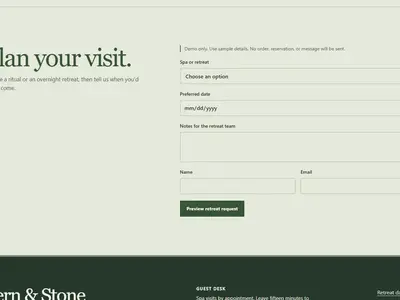 lan your visit.
e a ritual or an overnight retreat, then tell us when you'd
come.
Demo only. Use sample details. No order, reservation, or message will be sent.
Spa or retreat
Choose an option
Preferred date
mm/dd/yyyy
Notes for the retreat team
Name
Email
Preview retreat request
ern & Stone
GUEST DESK
Spa visits by appointment. Leave fifteen minutes to
Retreat da